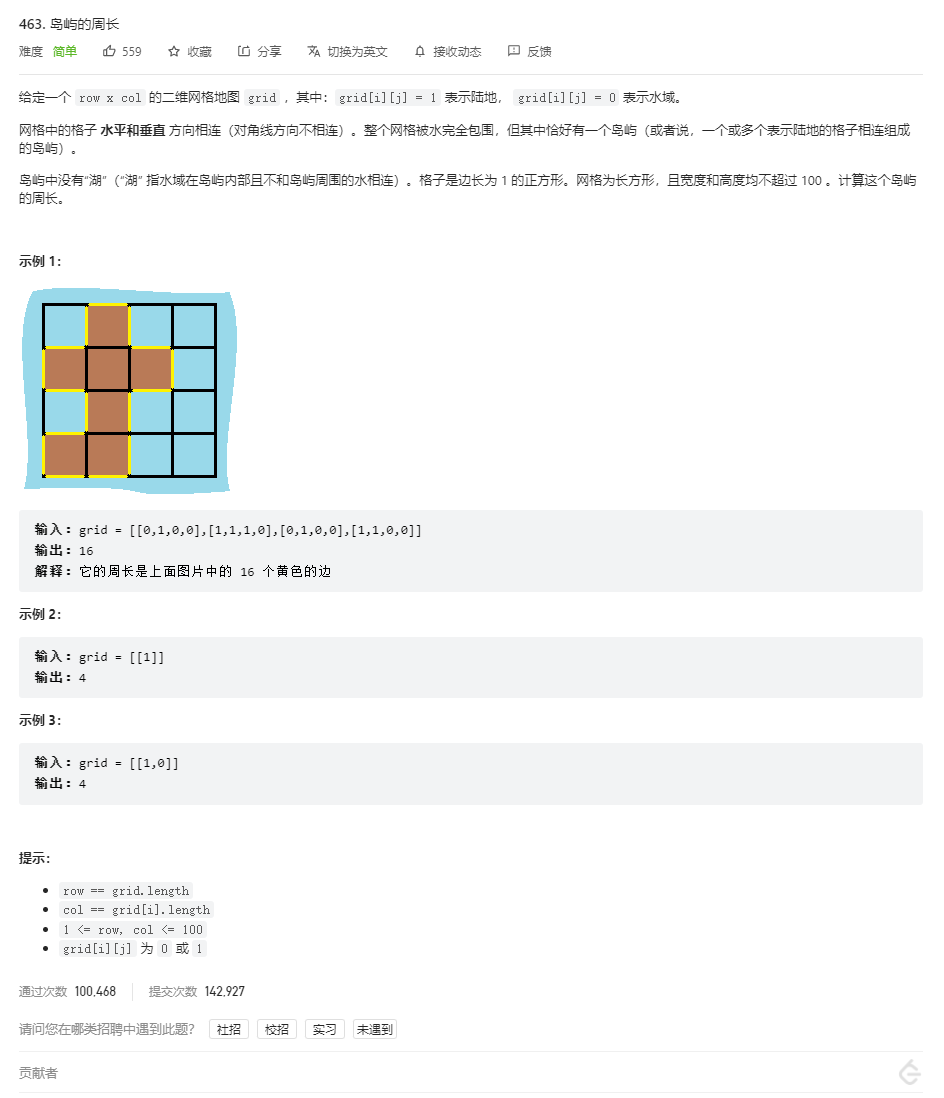 463. 岛屿的周长
难度 简单 559 收藏 分享 切换为英文 接收动态 反馈
给定一个 row x col 的二维网格地图 grid ，其中：grid[i][j] = 1 表示陆地， grid[i][j] = 0 表示水域。
网格中的格子 水平和垂直 方向相连（对角线方向不相连）。整个网格被水完全包围，但其中恰好有一个岛屿（或者说，一个或多个表示陆地的格子相连组成
的岛屿）。
岛屿中没有“湖”（“湖” 指水域在岛屿内部且不和岛屿周围的水相连）。格子是边长为 1 的正方形。网格为长方形，且宽度和高度均不超过 100 。计算这个岛屿
的周长。
示例 1：
输入：grid = [[0,1,0,0],[1,1,1,0],[0,1,0,0],[1,1,0,0]]
输出：16
解释：它的周长是上面图片中的 16 个黄色的边
示例 2：
输入：grid = [[1]]
输出：4
示例 3：
输入：grid = [[1,0]]
输出：4
提示：
row == grid.length
col == grid[i].length
1 <= row, col <= 100
grid[i][j] 为 0 或 1
通过次数 100,468 提交次数 142,927
请问您在哪类招聘中遇到此题？ 社招 校招 实习 未遇到
贡献者